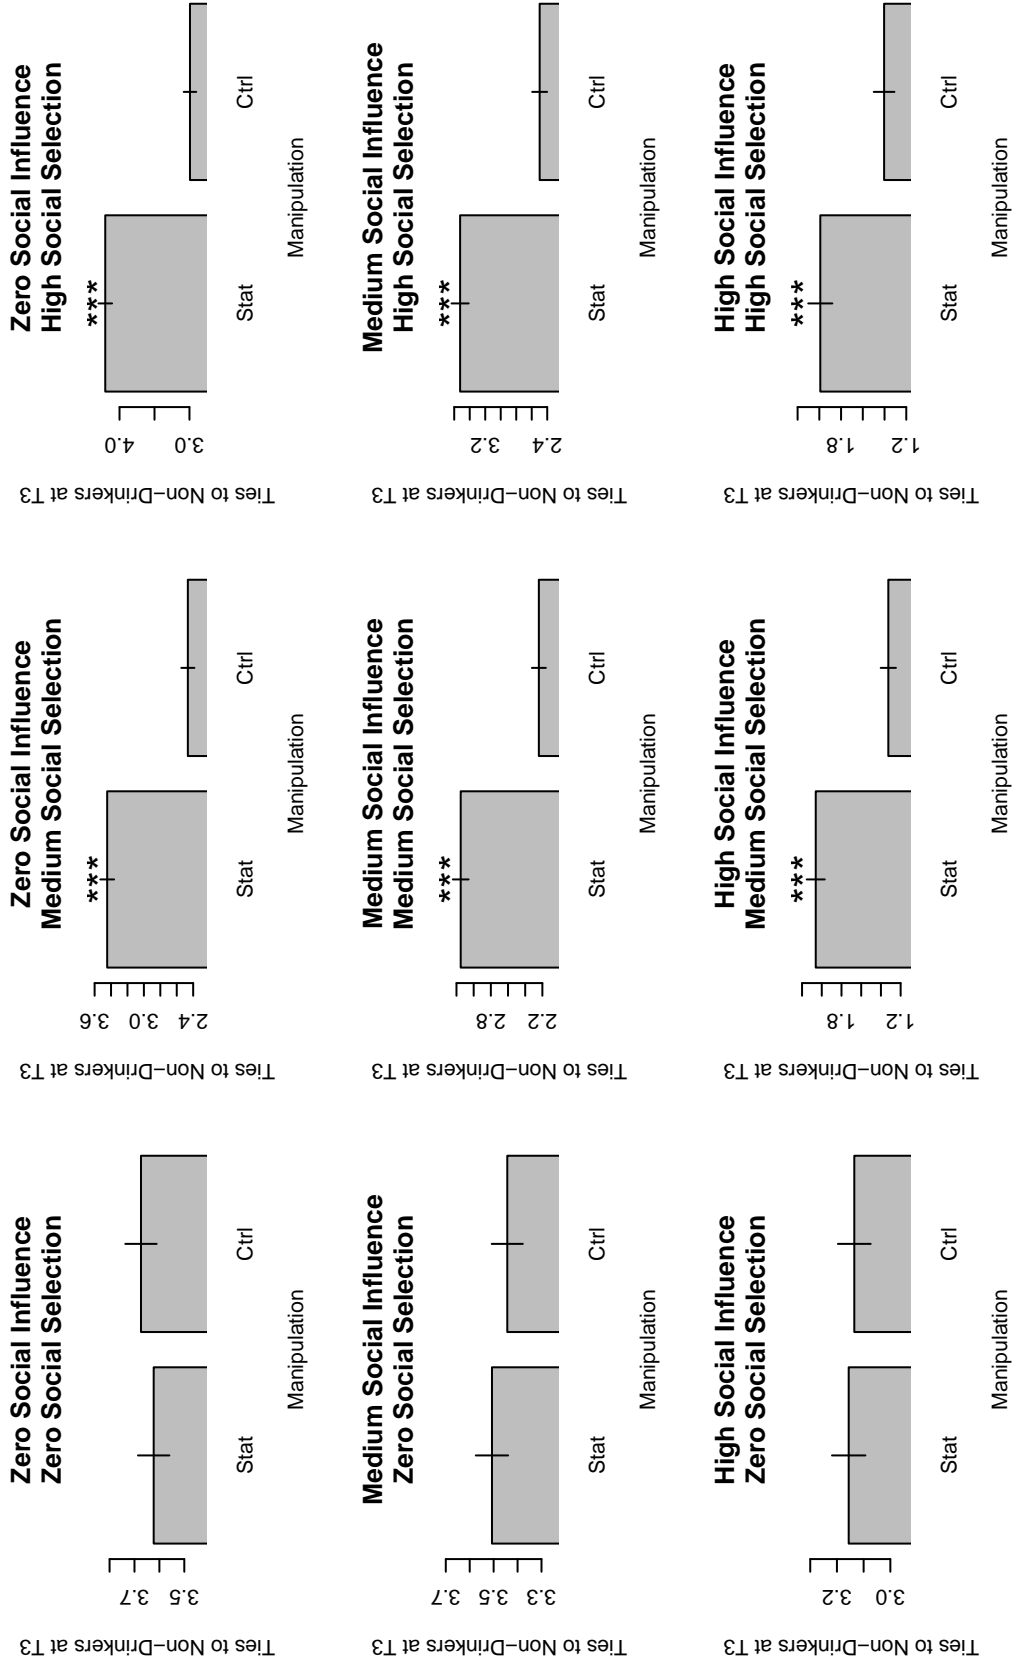 Zero Social Influence
Zero Social Selection
Ties to Non−Drinkers at T3
3.5
3.7
Stat
Ctrl
Manipulation
Zero Social Influence
Medium Social Selection
Ties to Non−Drinkers at T3
2.4
3.0
3.6
***
Stat
Ctrl
Manipulation
Zero Social Influence
High Social Selection
Ties to Non−Drinkers at T3
3.0
4.0
***
Stat
Ctrl
Manipulation
Medium Social Influence
Zero Social Selection
Ties to Non−Drinkers at T3
3.3
3.5
3.7
Stat
Ctrl
Manipulation
Medium Social Influence
Medium Social Selection
Ties to Non−Drinkers at T3
2.2
2.8
***
Stat
Ctrl
Manipulation
Medium Social Influence
High Social Selection
Ties to Non−Drinkers at T3
2.4
3.2
***
Stat
Ctrl
Manipulation
High Social Influence
Zero Social Selection
Ties to Non−Drinkers at T3
3.0
3.2
Stat
Ctrl
Manipulation
High Social Influence
Medium Social Selection
Ties to Non−Drinkers at T3
1.2
1.8
***
Stat
Ctrl
Manipulation
High Social Influence
High Social Selection
Ties to Non−Drinkers at T3
1.2
1.8
***
Stat
Ctrl
Manipulation